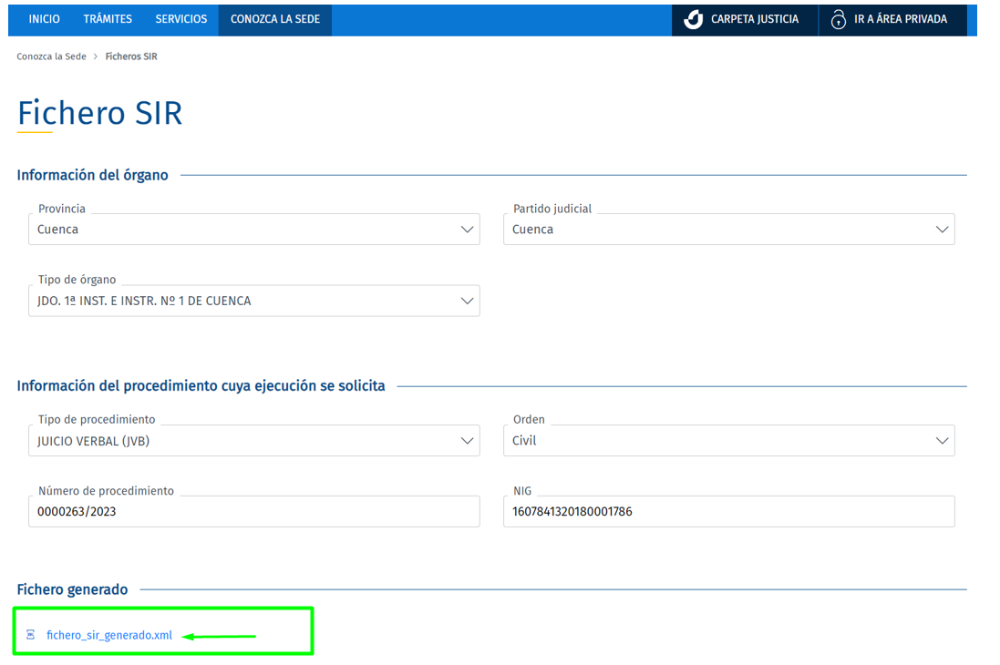 INICIO TRÁMITES SERVICIOS CONOZCA LA SEDE CARPETA JUSTICIA IR A ÁREA PRIVADA
Conozca la Sede > Ficheros SIR
Fichero SIR
Información del órgano
Provincia Partido judicial
Cuenca Cuenca
Tipo de órgano
JDO. 1ª INST. E INSTR. Nº 1 DE CUENCA
Información del procedimiento cuya ejecución se solicita
Tipo de procedimiento Orden
JUICIO VERBAL (JVB) Civil
Número de procedimiento NIG
0000263/2023 1607841320180001786
Fichero generado
fichero_sir_generado.xml